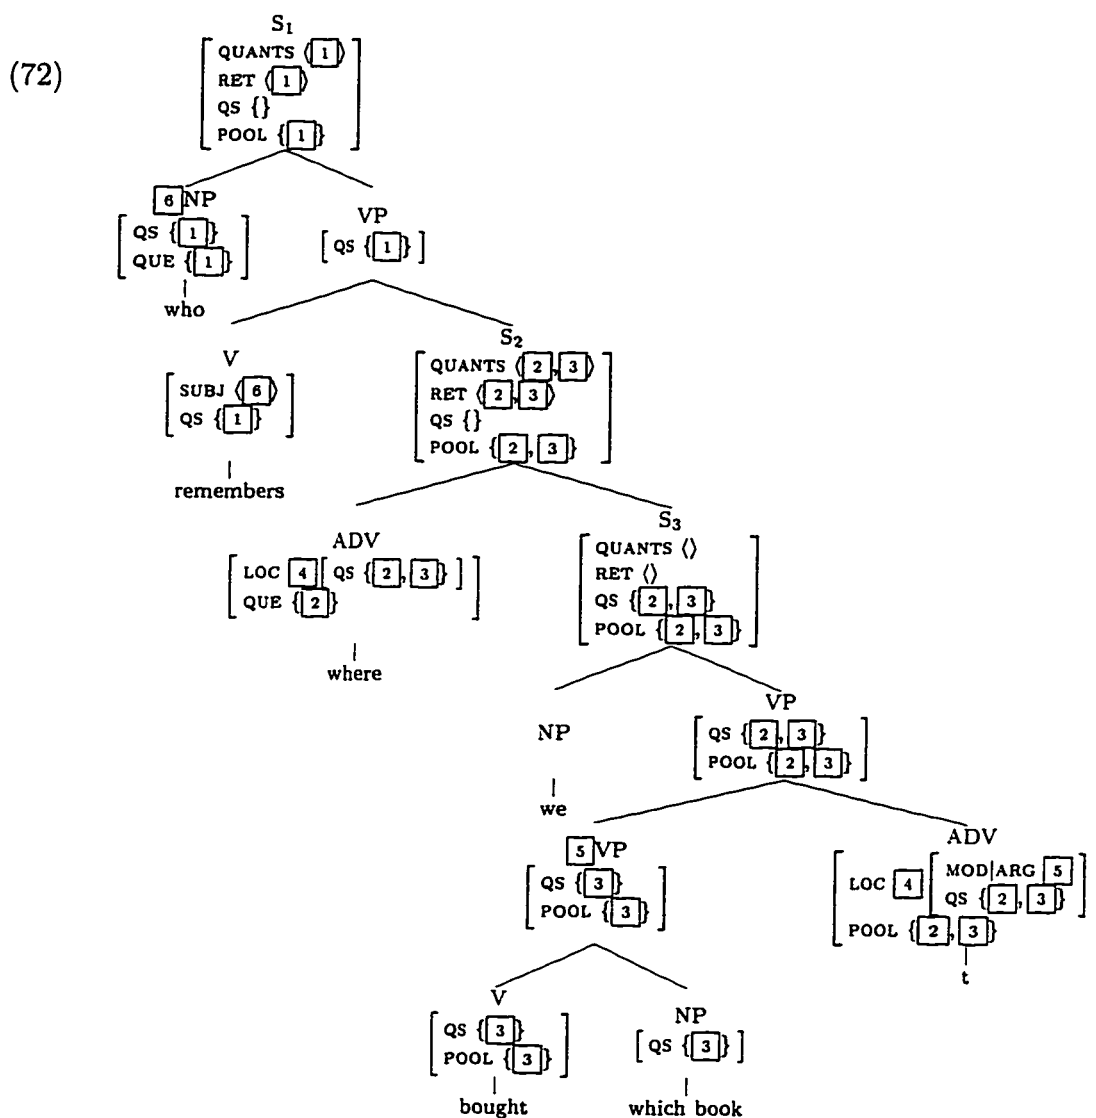 (72)
S₁
QUANTS ⟨1⟩
RET ⟨1⟩
QS {}
POOL {1}
6 NP
QS {1}
QUE {1}
who
VP
QS {1}
V
SUBJ ⟨6⟩
QS {1}
remembers
S₂
QUANTS ⟨2,3⟩
RET ⟨2,3⟩
QS {}
POOL {2, 3}
ADV
LOC 4 [QS {2,3}]
QUE {2}
where
S₃
QUANTS ⟨⟩
RET ⟨⟩
QS {2,3}
POOL {2,3}
NP
we
VP
QS {2,3}
POOL {2,3}
5 VP
QS {3}
POOL {3}
ADV
LOC 4 [MOD|ARG 5
QS {2,3}]
POOL {2,3}
t
V
QS {3}
POOL {3}
bought
NP
[QS {3}]
which book